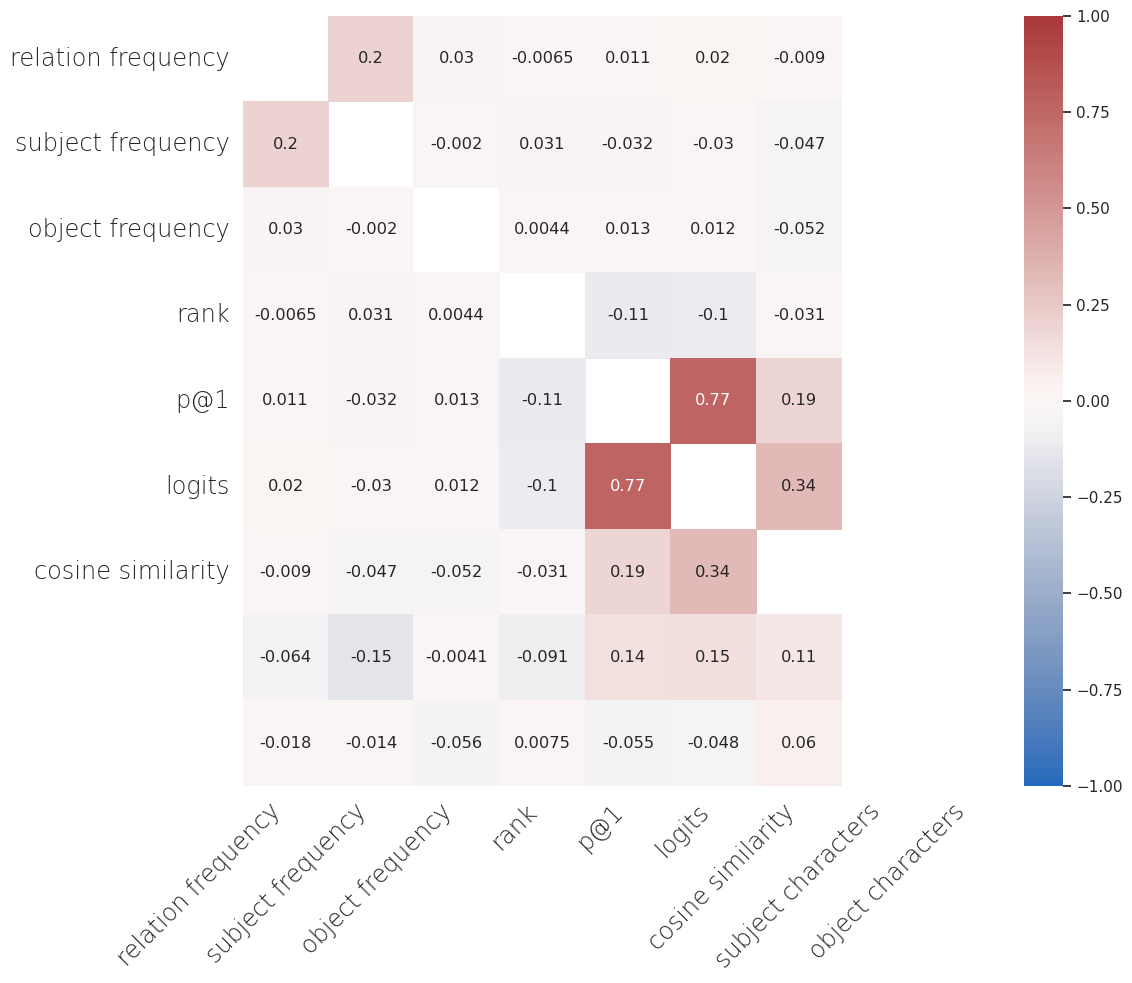 relation frequency 0.2 0.03 -0.0065 0.011 0.02 -0.009
subject frequency 0.2 -0.002 0.031 -0.032 -0.03 -0.047
object frequency 0.03 -0.002 0.0044 0.013 0.012 -0.052
rank -0.0065 0.031 0.0044 -0.11 -0.1 -0.031
p@1 0.011 -0.032 0.013 -0.11 0.77 0.19
logits 0.02 -0.03 0.012 -0.1 0.77 0.34
cosine similarity -0.009 -0.047 -0.052 -0.031 0.19 0.34
-0.064 -0.15 -0.0041 -0.091 0.14 0.15 0.11
-0.018 -0.014 -0.056 0.0075 -0.055 -0.048 0.06
relation frequency
subject frequency
object frequency
rank
p@1
logits
cosine similarity
subject characters
object characters
1.00
0.75
0.50
0.25
0.00
−0.25
−0.50
−0.75
−1.00